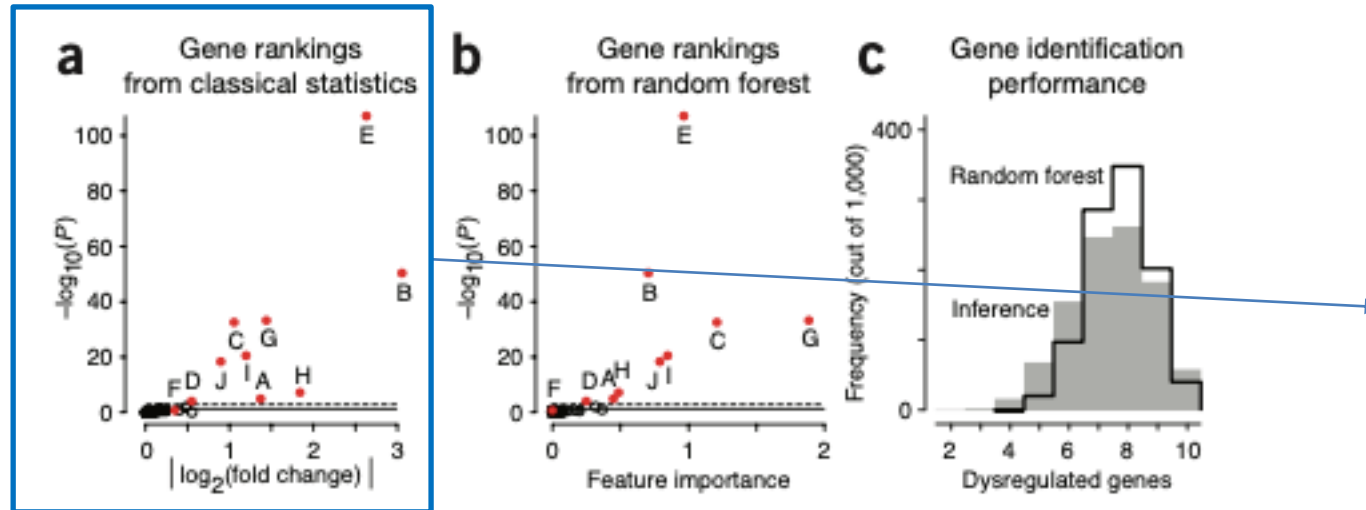 a
Gene rankings
from classical statistics
100
80
60
40
20
0
–log10(P)
E
B
C
G
J
I
A
H
F
D
0
1
2
3
|log2(fold change)|
b
Gene rankings
from random forest
100
80
60
40
20
0
–log10(P)
E
B
C
G
F
D
A
H
J
I
0
1
2
Feature importance
c
Gene identification
performance
400
0
Frequency (out of 1,000)
Random forest
Inference
2
4
6
8
10
Dysregulated genes